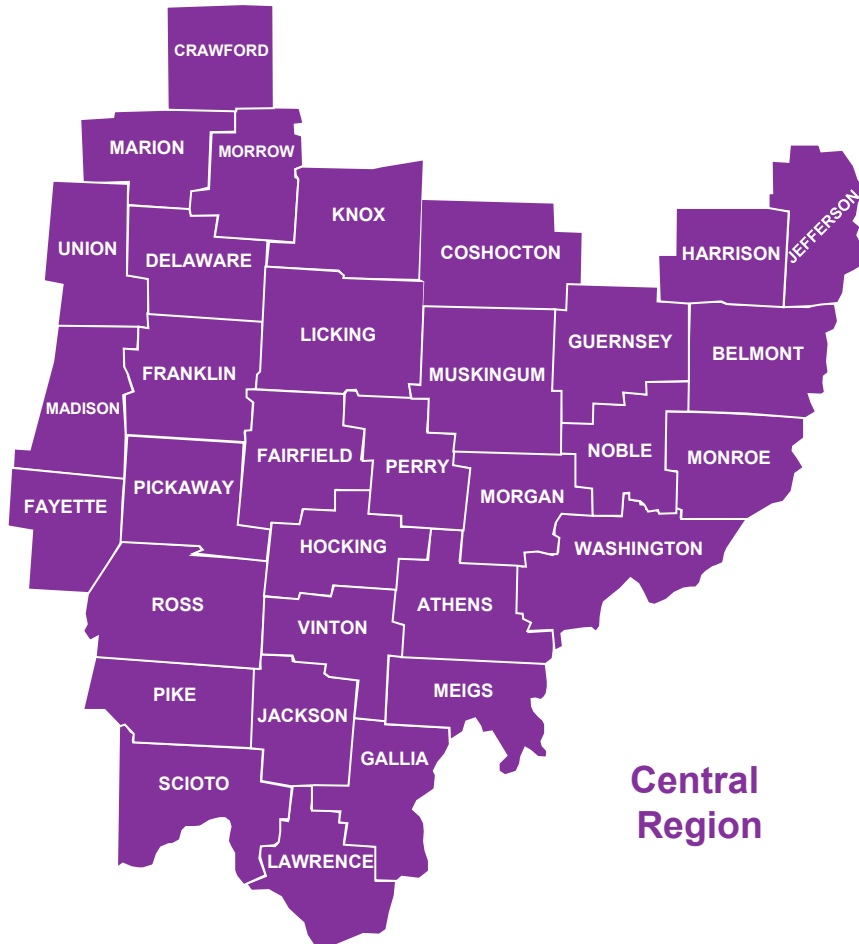 CRAWFORD
MARION
MORROW
KNOX
UNION
DELAWARE
COSHOCTON
HARRISON
JEFFERSON
LICKING
GUERNSEY
BELMONT
FRANKLIN
MUSKINGUM
MADISON
FAIRFIELD
PERRY
NOBLE
MONROE
PICKAWAY
MORGAN
FAYETTE
HOCKING
WASHINGTON
ROSS
ATHENS
VINTON
PIKE
MEIGS
JACKSON
GALLIA
SCIOTO
LAWRENCE
Central
Region